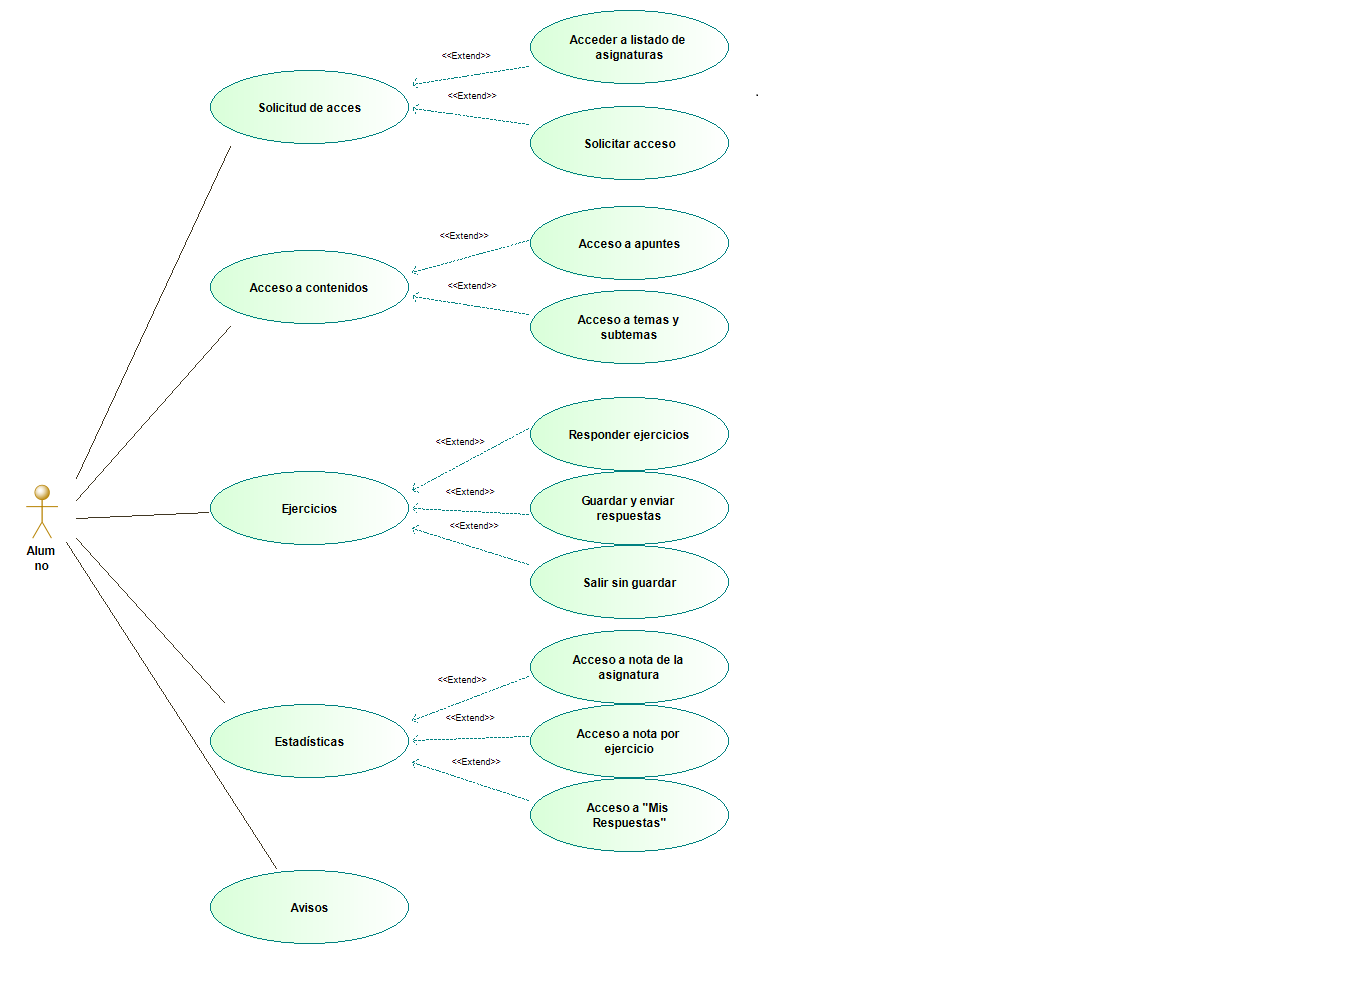 Acceder a listado de
asignaturas
<<Extend>>
<<Extend>>
Solicitud de acces
Solicitar acceso
<<Extend>>
Acceso a apuntes
<<Extend>>
Acceso a contenidos
Acceso a temas y
subtemas
Responder ejercicios
<<Extend>>
<<Extend>>
Guardar y enviar
respuestas
Ejercicios
<<Extend>>
Alum
no
Salir sin guardar
Acceso a nota de la
asignatura
<<Extend>>
<<Extend>>
Acceso a nota por
ejercicio
Estadísticas
<<Extend>>
Acceso a "Mis
Respuestas"
Avisos